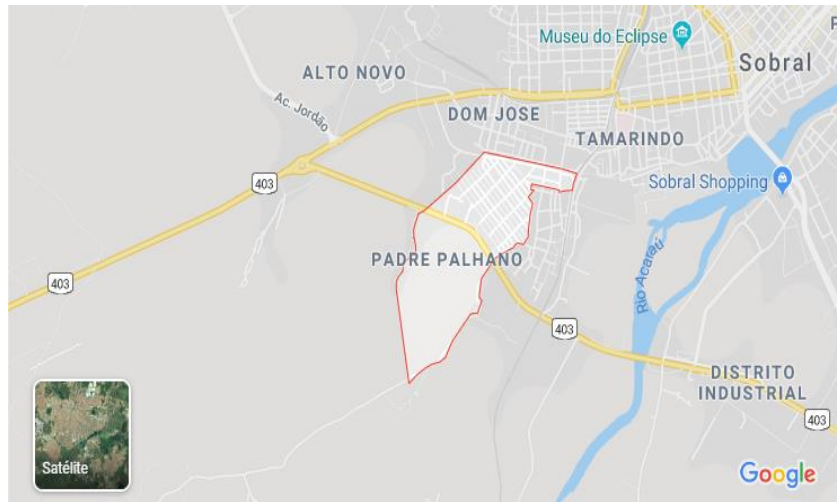 Museu do Eclipse
Sobral
ALTO NOVO
Ac. Jordão
DOM JOSE
TAMARINDO
403
Sobral Shopping
PADRE PALHANO
403
Rio Acaraú
403
DISTRITO
INDUSTRIAL
403
Satélite
Google